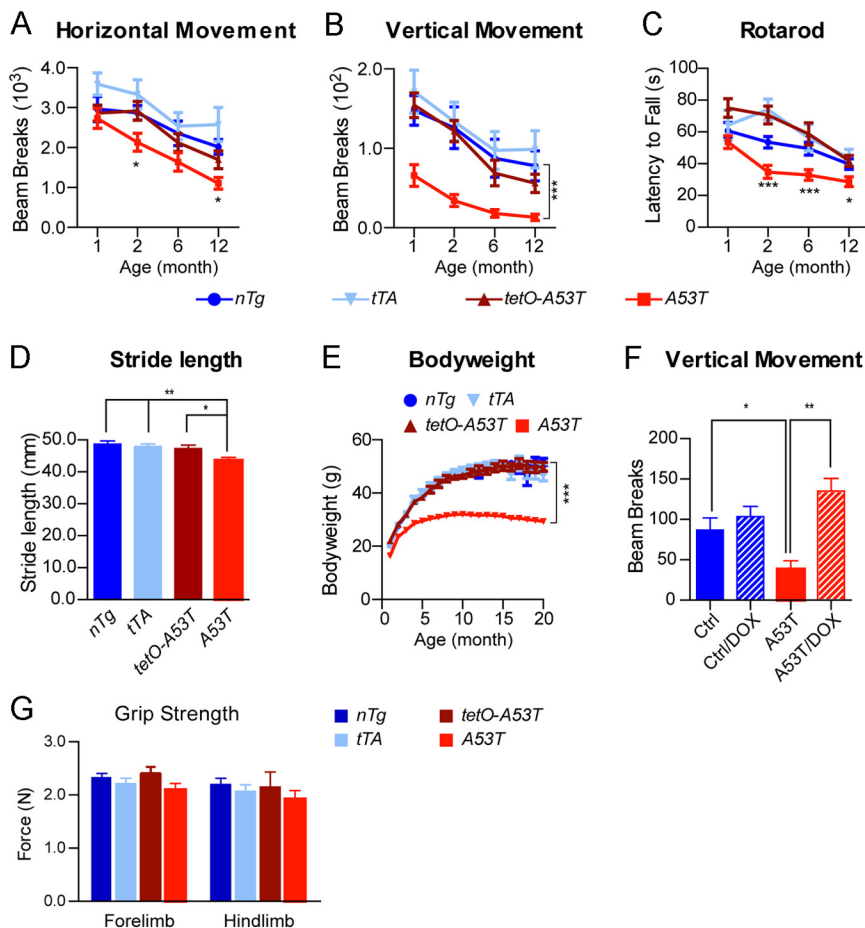 A Horizontal Movement
Beam Breaks (10³)
4.0
3.0
2.0
1.0
0.0
*
*
1 2 6 12
Age (month)
B Vertical Movement
Beam Breaks (10²)
2.0
1.0
0.0
***
1 2 6 12
Age (month)
C Rotarod
Latency to Fall (s)
100
80
60
40
20
0
*** *** *
1 2 6 12
Age (month)
nTg tTA tetO-A53T A53T
D Stride length
Stride length (mm)
50.0
40.0
30.0
20.0
10.0
0.0
**
*
nTg tTA tetO-A53T A53T
E Bodyweight
nTg tTA
tetO-A53T A53T
Bodyweight (g)
60
40
20
0
***
0 5 10 15 20
Age (month)
F Vertical Movement
Beam Breaks
200
150
100
50
0
* **
Ctrl Ctrl/DOX A53T A53T/DOX
G
Grip Strength
nTg tetO-A53T
tTA A53T
Force (N)
3.0
2.0
1.0
0.0
Forelimb Hindlimb